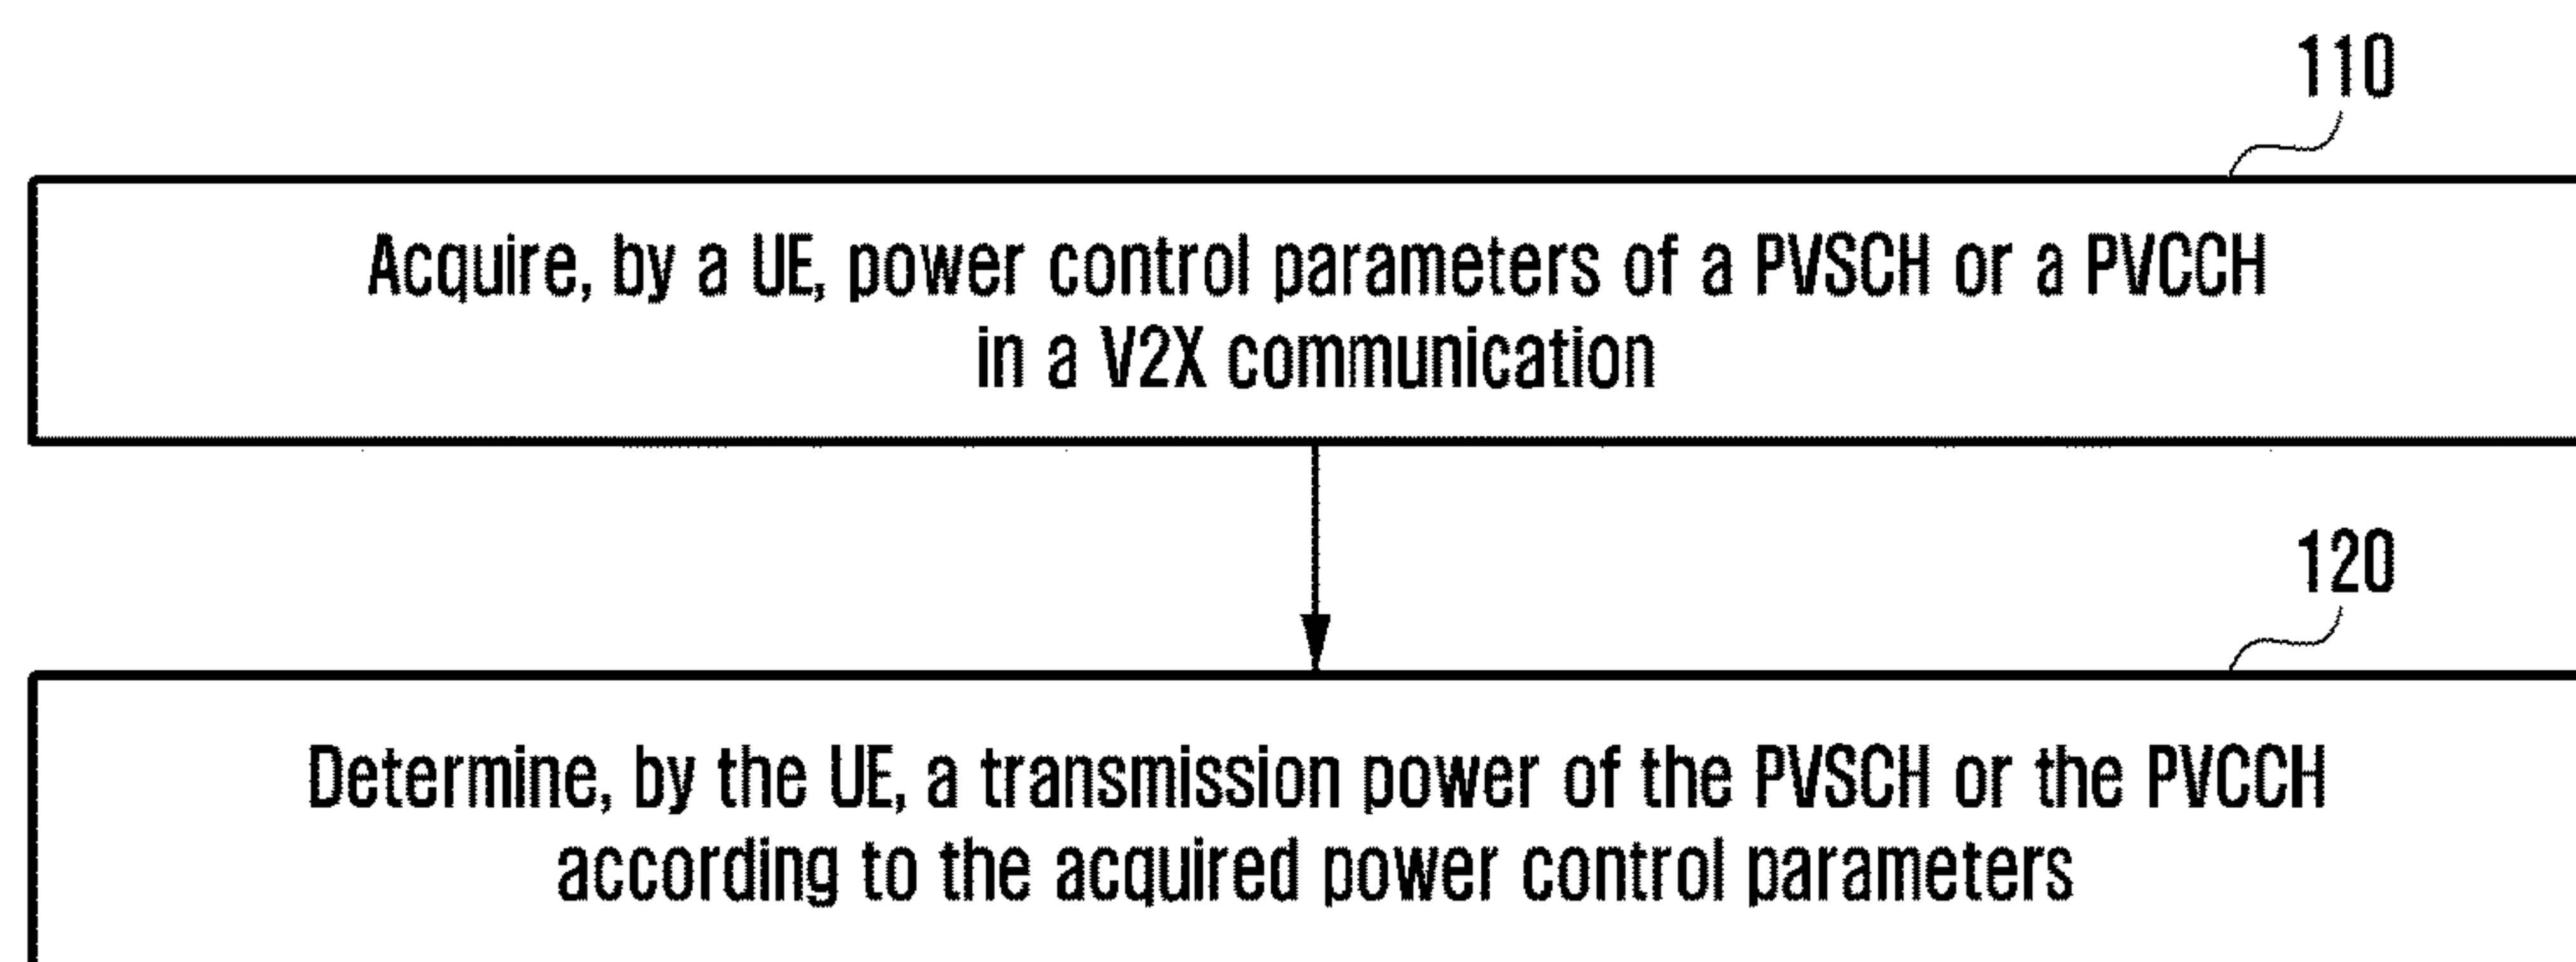 110
Acquire, by a UE, power control parameters of a PVSCH or a PVCCH
in a V2X communication
120
Determine, by the UE, a transmission power of the PVSCH or the PVCCH
according to the acquired power control parameters